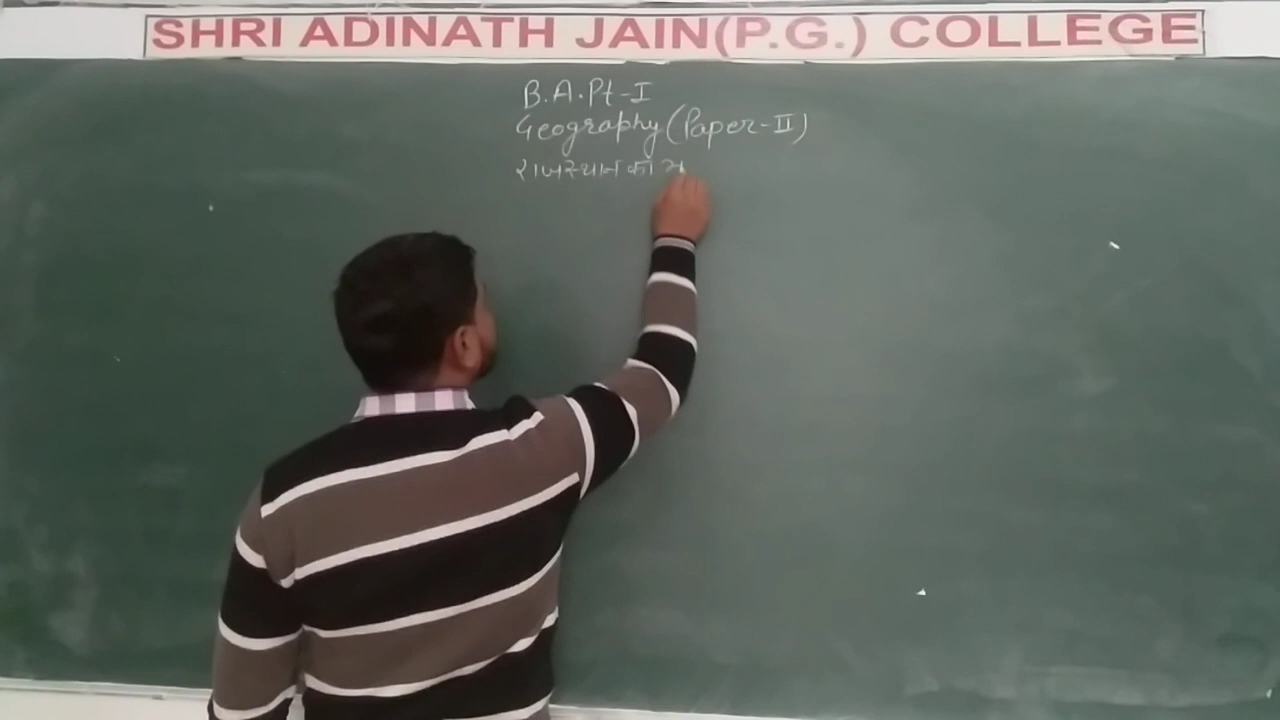 SHRI ADINATH JAIN(P.G.) COLLEGE
B.A.Pt-I
Geography(Paper-II)
राजस्थान का भू